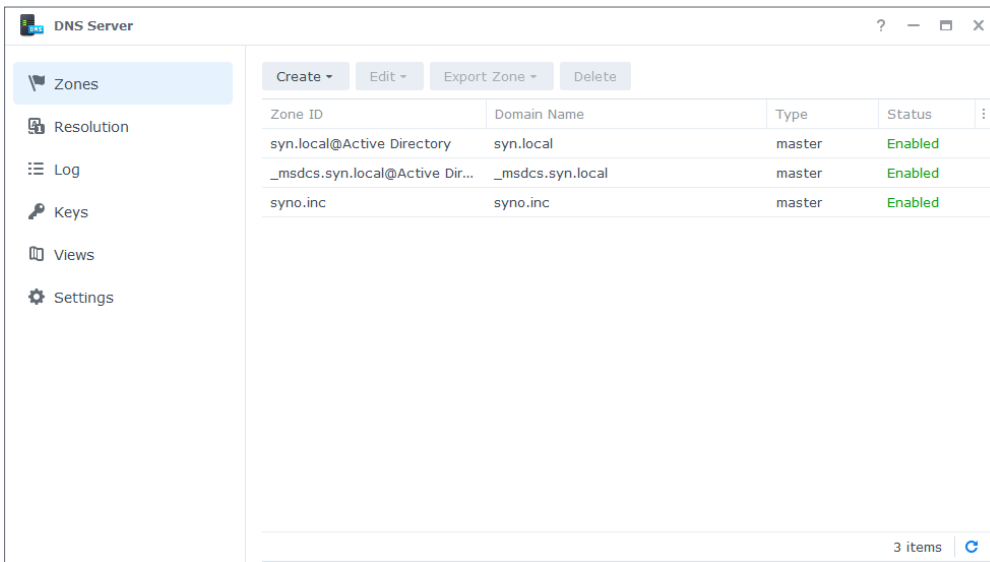 DNS Server
Zones
Resolution
Log
Keys
Views
Settings
Create Edit Export Zone Delete
Zone ID Domain Name Type Status
syn.local@Active Directory syn.local master Enabled
_msdcs.syn.local@Active Dir... _msdcs.syn.local master Enabled
syno.inc syno.inc master Enabled
3 items